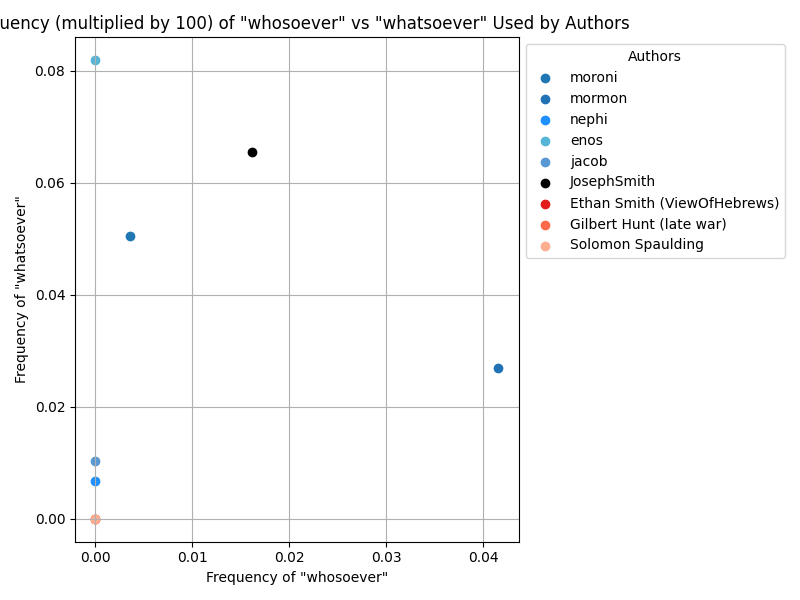 uency (multiplied by 100) of "whosoever" vs "whatsoever" Used by Authors
Authors
moroni
mormon
nephi
enos
jacob
JosephSmith
Ethan Smith (ViewOfHebrews)
Gilbert Hunt (late war)
Solomon Spaulding
Frequency of "whatsoever"
0.08
0.06
0.04
0.02
0.00
0.00 0.01 0.02 0.03 0.04
Frequency of "whosoever"